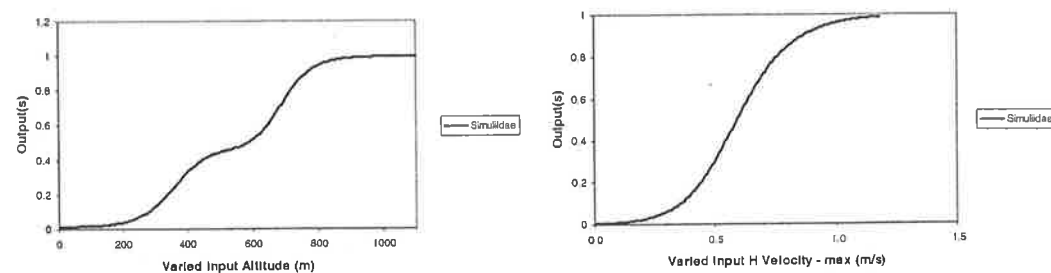 Output(s)
1.2
1
0.8
0.6
0.4
0.2
0
0 200 400 600 800 1000
Varied Input Altitude (m)
Simuliidae
Output(s)
1
0.8
0.6
0.4
0.2
0
0.0 0.5 1.0 1.5
Varied Input H Velocity - max (m/s)
Simuliidae